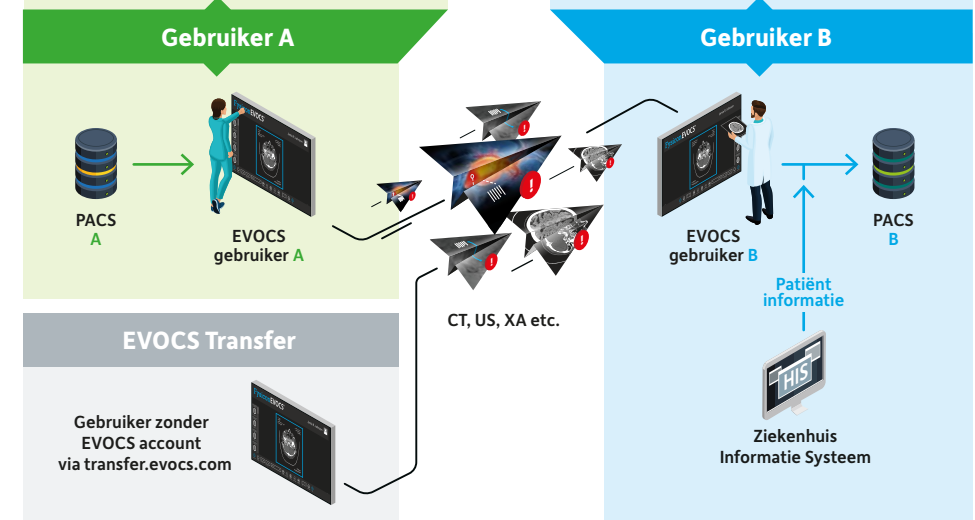 Gebruiker A
Gebruiker B
PACS
A
EVOCS
gebruiker A
CT, US, XA etc.
EVOCS
gebruiker B
PACS
B
Patiënt
informatie
HIS
Ziekenhuis
Informatie Systeem
EVOCS Transfer
Gebruiker zonder
EVOCS account
via transfer.evocs.com